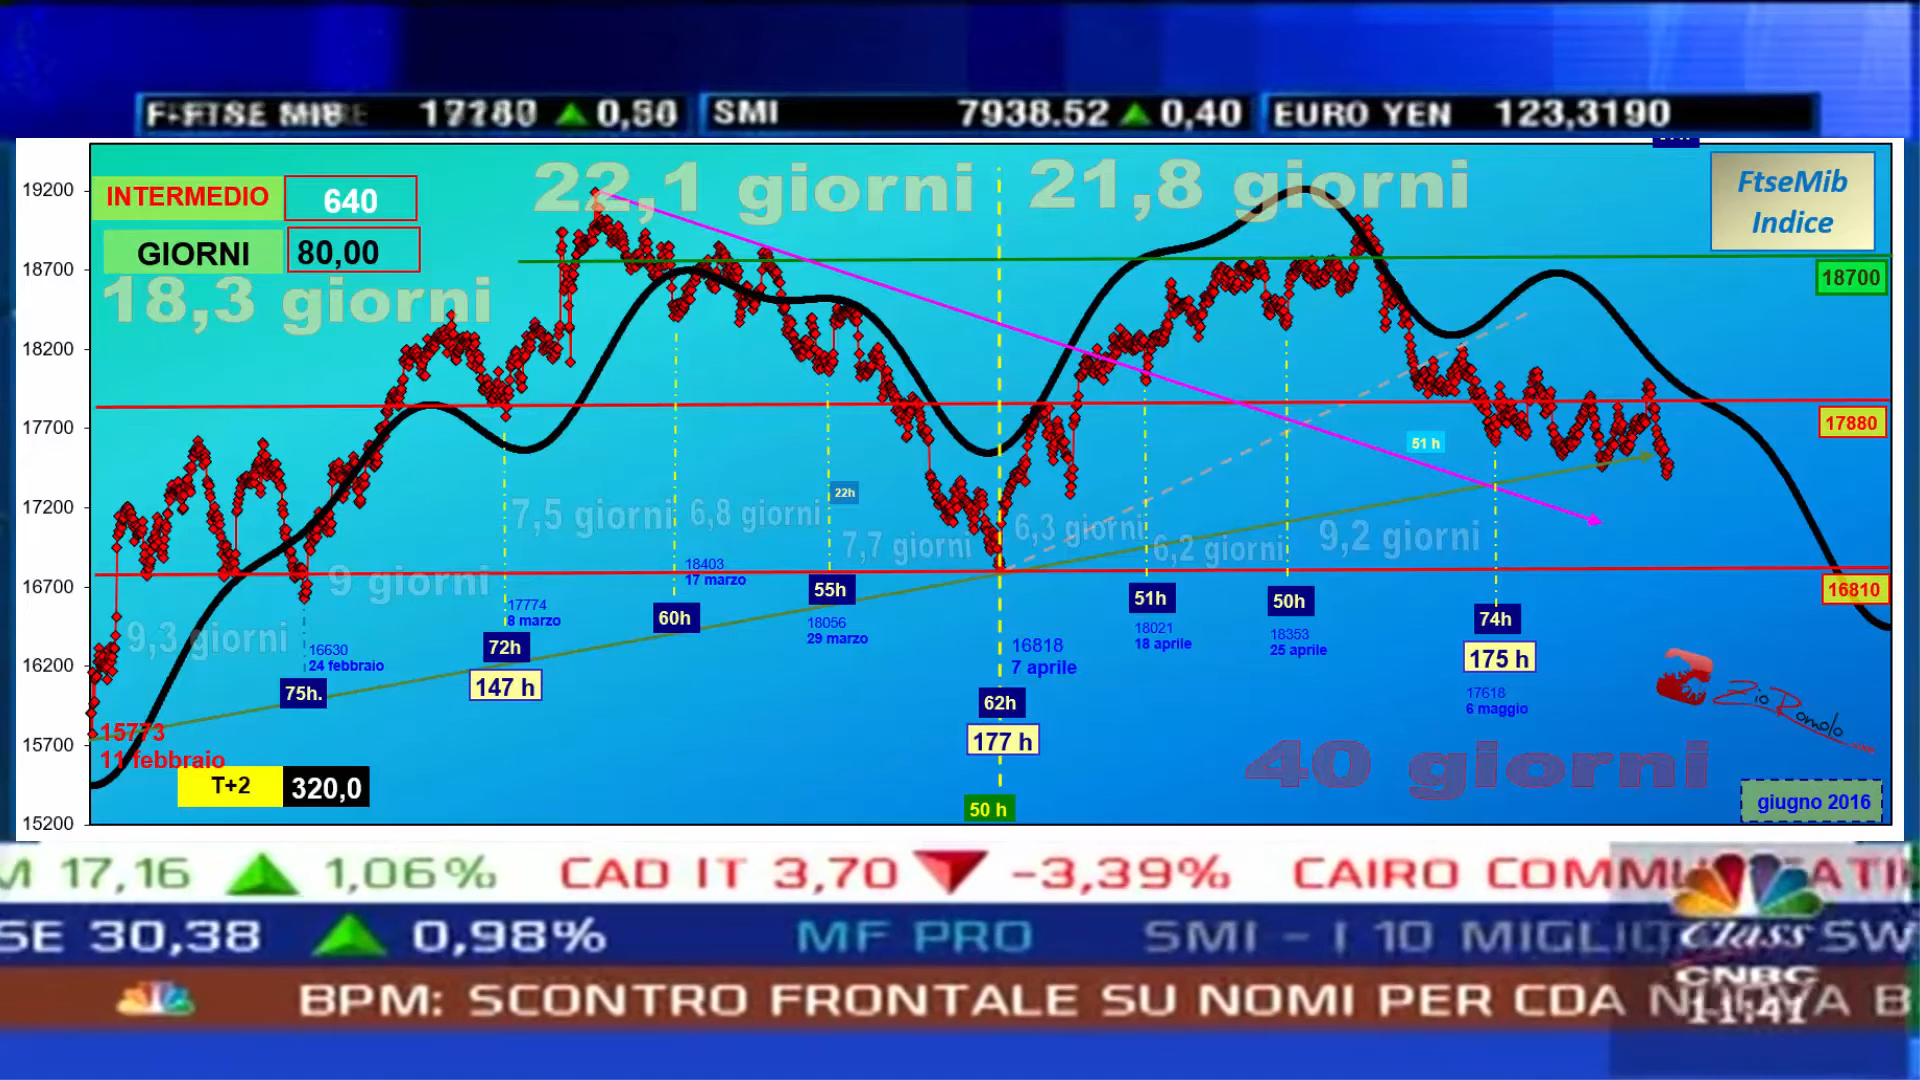 SMI 7938.52 0,40
EURO YEN 123,3190
INTERMEDIO 640
GIORNI 80,00
18,3 giorni
22,1 giorni
21,8 giorni
FtseMib
Indice
19200
18700
18200
17700
17200
16700
16200
15700
15200
18700
17880
16810
51 h
22h
7,5 giorni
6,8 giorni
7,7 giorni
6,3 giorni
6,2 giorni
9,2 giorni
9 giorni
9,3 giorni
16630
24 febbraio
75h.
17774
8 marzo
72h
147 h
18403
17 marzo
60h
55h
18056
29 marzo
16818
7 aprile
62h
177 h
50 h
51h
18021
18 aprile
50h
18353
25 aprile
74h
175 h
17618
6 maggio
15773
11 febbraio
T+2 320,0
40 giorni
Zio Romolo
giugno 2016
M 17,16 1,06% CAD IT 3,70 -3,39% CAIRO
SE 30,38 0,98% MF PRO SMI - I 10
Class
CNBC
11:41
BPM: SCONTRO FRONTALE SU NOMI PER CDA